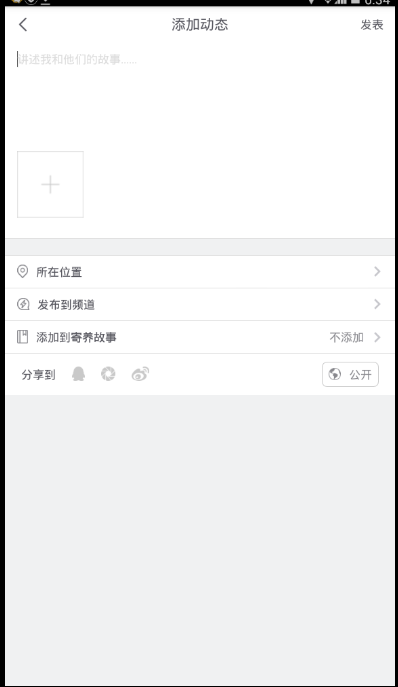 添加动态
发表
讲述我和他们的故事......
所在位置
发布到频道
添加到寄养故事 不添加
分享到
公开